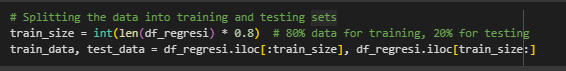 # Splitting the data into training and testing sets
train_size = int(len(df_regresi) * 0.8)  # 80% data for training, 20% for testing
train_data, test_data = df_regresi.iloc[:train_size], df_regresi.iloc[train_size:]